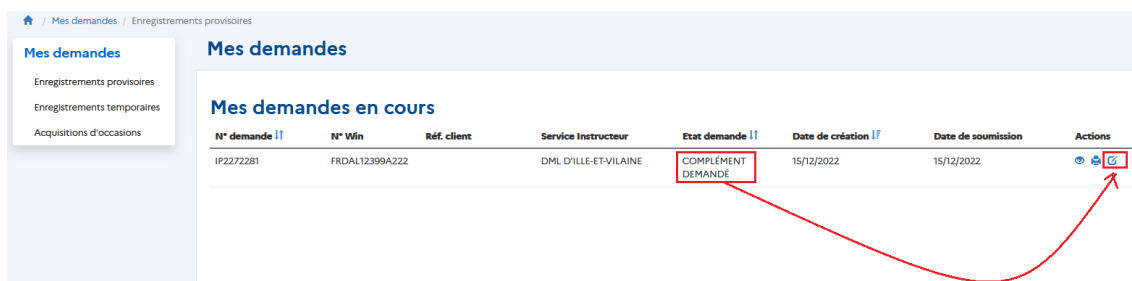 / Mes demandes / Enregistrements provisoires
Mes demandes
Enregistrements provisoires
Enregistrements temporaires
Acquisitions d'occasions
Mes demandes
Mes demandes en cours
N° demande N° Win Réf. client Service Instructeur Etat demande Date de création Date de soumission Actions
IP2272281 FRDAL12399A222 DML D'ILLE-ET-VILAINE COMPLÉMENT 15/12/2022 15/12/2022
DEMANDÉ